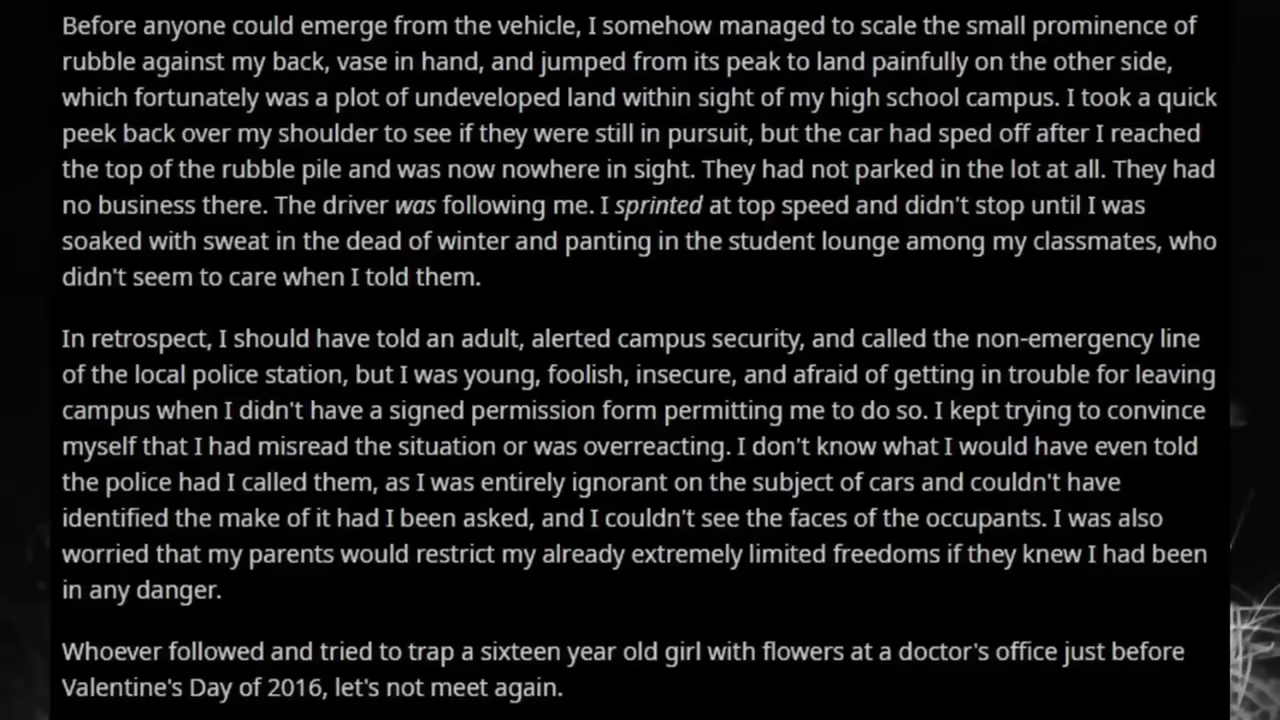 Before anyone could emerge from the vehicle, I somehow managed to scale the small prominence of
rubble against my back, vase in hand, and jumped from its peak to land painfully on the other side,
which fortunately was a plot of undeveloped land within sight of my high school campus. I took a quick
peek back over my shoulder to see if they were still in pursuit, but the car had sped off after I reached
the top of the rubble pile and was now nowhere in sight. They had not parked in the lot at all. They had
no business there. The driver was following me. I sprinted at top speed and didn't stop until I was
soaked with sweat in the dead of winter and panting in the student lounge among my classmates, who
didn't seem to care when I told them.
In retrospect, I should have told an adult, alerted campus security, and called the non-emergency line
of the local police station, but I was young, foolish, insecure, and afraid of getting in trouble for leaving
campus when I didn't have a signed permission form permitting me to do so. I kept trying to convince
myself that I had misread the situation or was overreacting. I don't know what I would have even told
the police had I called them, as I was entirely ignorant on the subject of cars and couldn't have
identified the make of it had I been asked, and I couldn't see the faces of the occupants. I was also
worried that my parents would restrict my already extremely limited freedoms if they knew I had been
in any danger.
Whoever followed and tried to trap a sixteen year old girl with flowers at a doctor's office just before
Valentine's Day of 2016, let's not meet again.